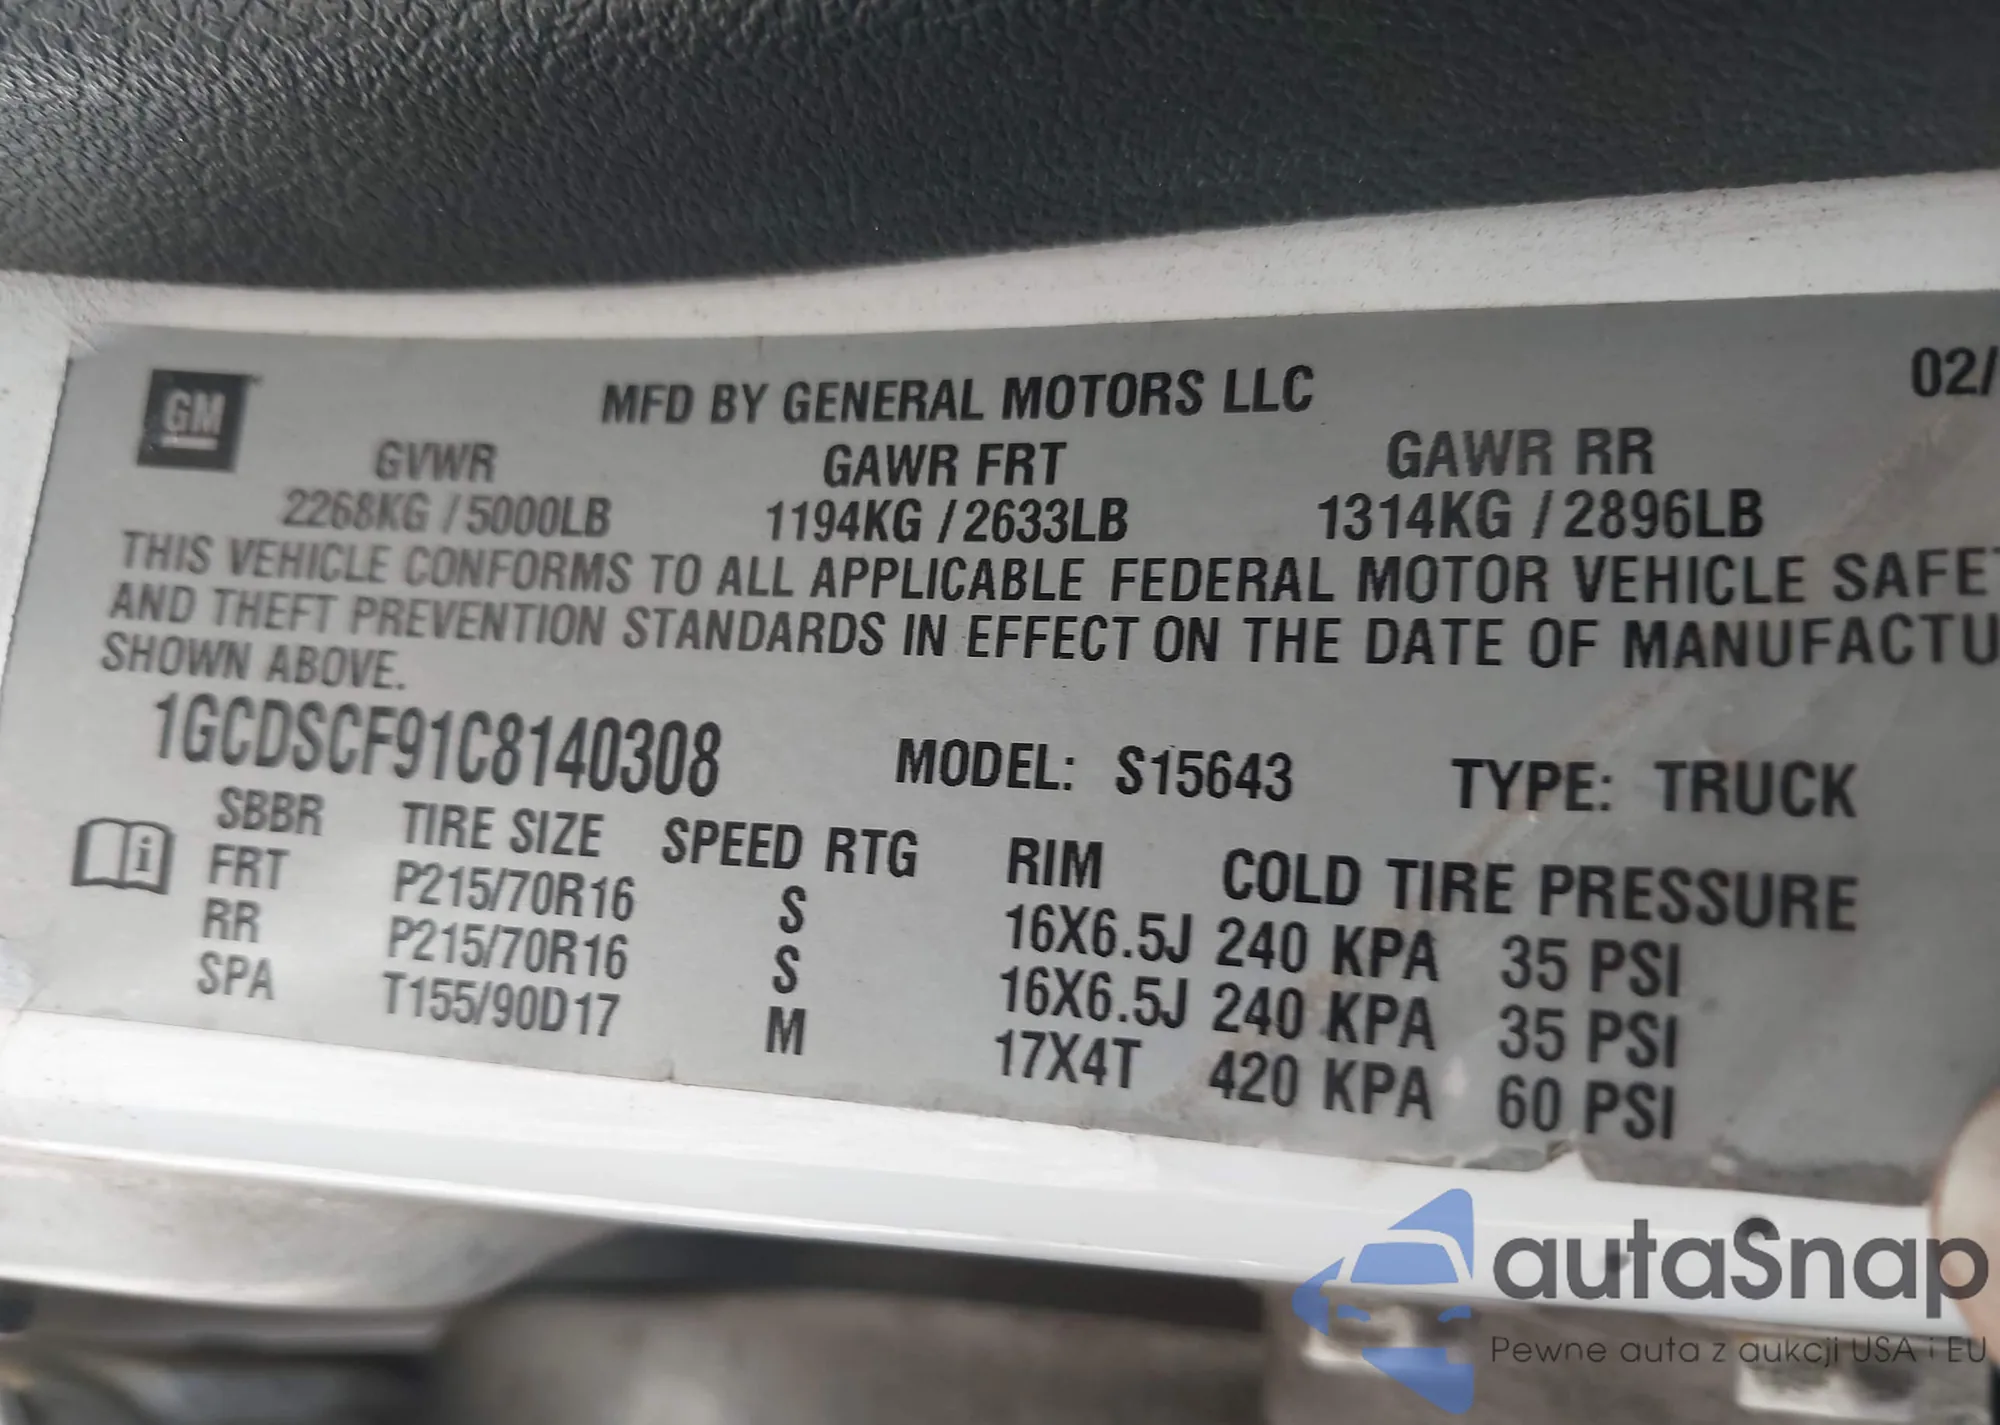 GM
MFD BY GENERAL MOTORS LLC 02/
GVWR GAWR FRT GAWR RR
2268KG / 5000LB 1194KG / 2633LB 1314KG / 2896LB
THIS VEHICLE CONFORMS TO ALL APPLICABLE FEDERAL MOTOR VEHICLE SAFET
AND THEFT PREVENTION STANDARDS IN EFFECT ON THE DATE OF MANUFACTU
SHOWN ABOVE.
1GCDSCF91C8140308 MODEL: S15643 TYPE: TRUCK
SBBR TIRE SIZE SPEED RTG RIM COLD TIRE PRESSURE
FRT P215/70R16 S 16X6.5J 240 KPA 35 PSI
RR P215/70R16 S 16X6.5J 240 KPA 35 PSI
SPA T155/90D17 M 17X4T 420 KPA 60 PSI
autaSnap
Pewne auta z aukcji USA i EU